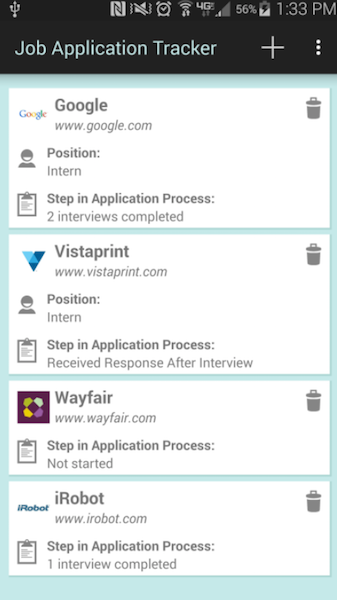 4G 56% 1:33 PM
Job Application Tracker
Google
Google
www.google.com
Position:
Intern
Step in Application Process:
2 interviews completed
Vistaprint
www.vistaprint.com
Position:
Intern
Step in Application Process:
Received Response After Interview
Wayfair
www.wayfair.com
Step in Application Process:
Not started
iRobot
iRobot
www.irobot.com
Step in Application Process:
1 interview completed